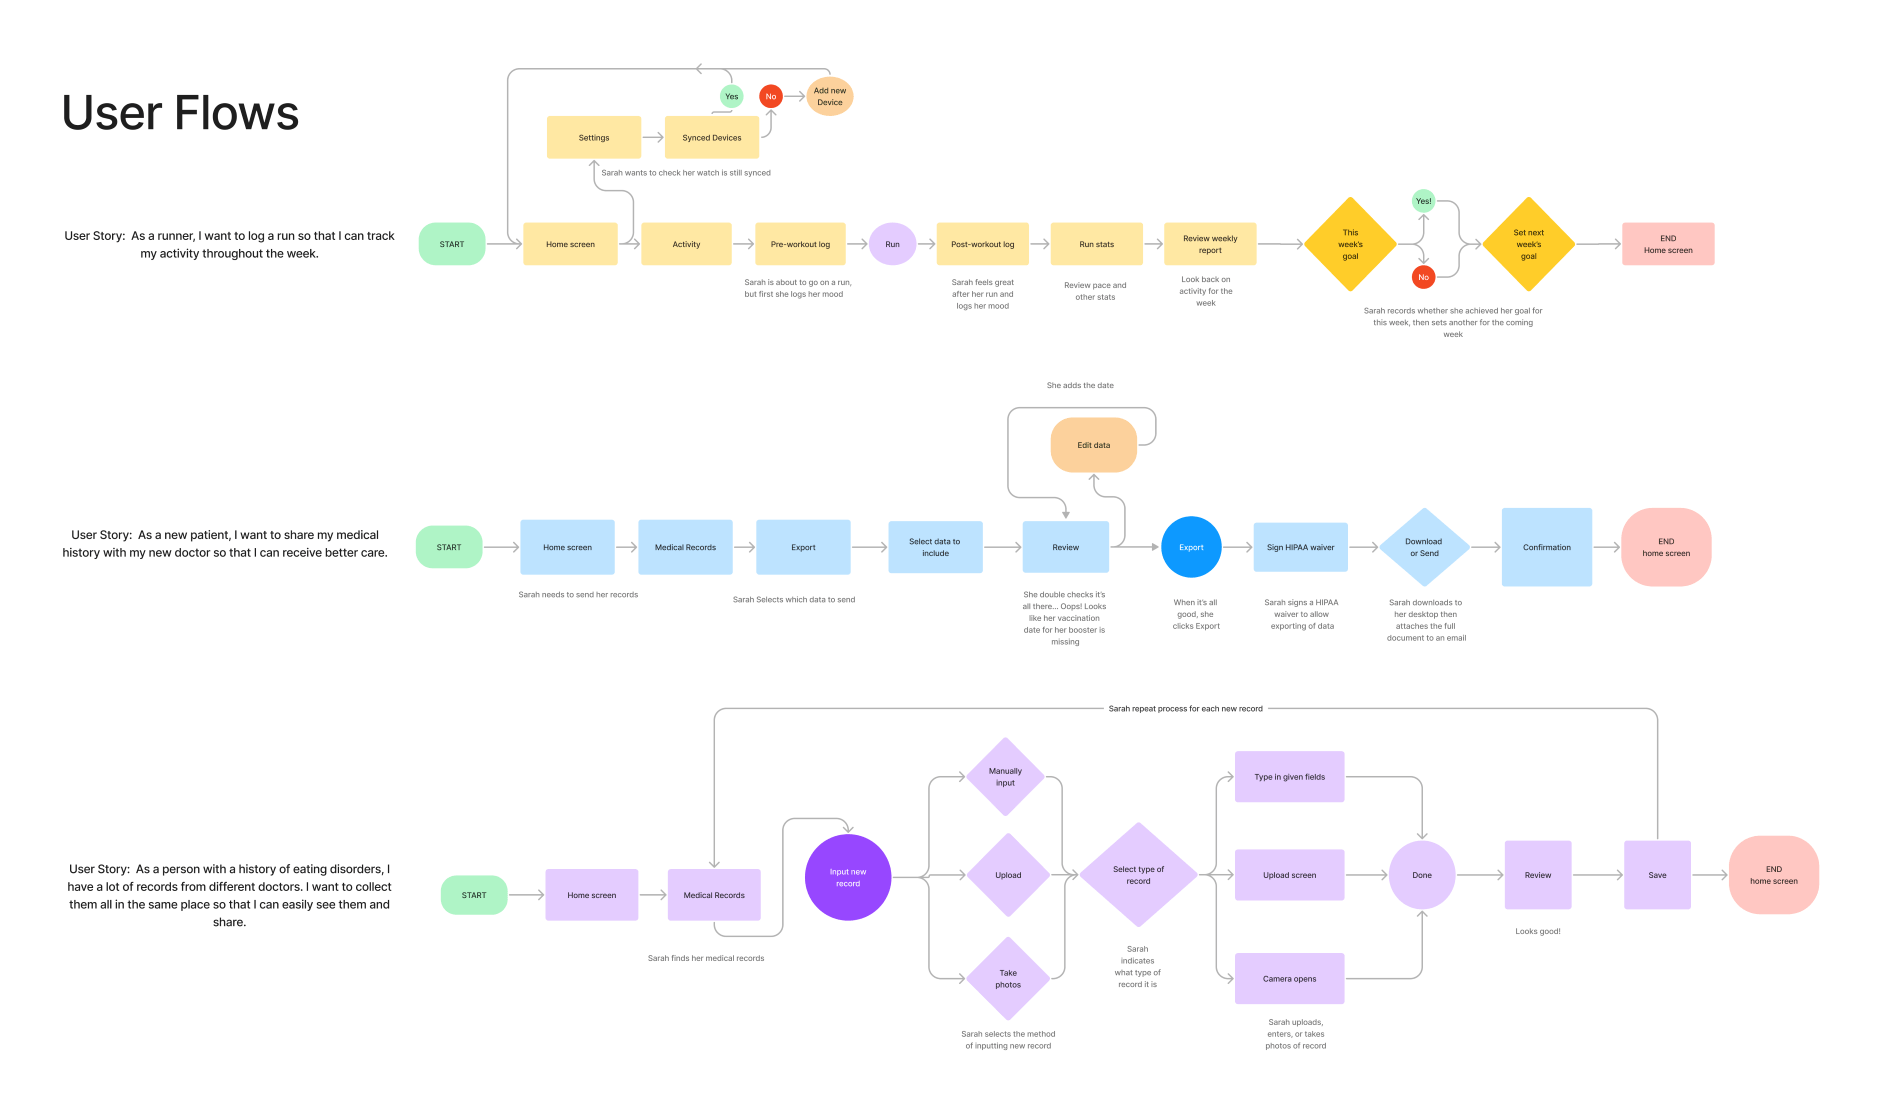 User Flows
Yes
No
Add new
Device
Settings
Synced Devices
Sarah wants to check her watch is still synced
User Story:  As a runner, I want to log a run so that I can track
my activity throughout the week.
START
Home screen
Activity
Pre-workout log
Run
Post-workout log
Run stats
Review weekly
report
This
week's
goal
Yes!
No
Set next
week's
goal
END
Home screen
Sarah is about to go on a run,
but first she logs her mood
Sarah feels great
after her run and
logs her mood
Review pace and
other stats
Look back on
activity for the
week
Sarah records whether she achieved her goal for
this week, then sets another for the coming
week
She adds the date
Edit data
User Story:  As a new patient, I want to share my medical
history with my new doctor so that I can receive better care.
START
Home screen
Medical Records
Export
Select data to
include
Review
Export
Sign HIPAA waiver
Download
or Send
Confirmation
END
home screen
Sarah needs to send her records
Sarah Selects which data to send
She double checks it's
all there... Oops! Looks
like her vaccination
date for her booster is
missing
When it's all
good, she
clicks Export
Sarah signs a HIPAA
waiver to allow
exporting of data
Sarah downloads to
her desktop then
attaches the full
document to an email
Sarah repeat process for each new record
User Story:  As a person with a history of eating disorders, I
have a lot of records from different doctors. I want to collect
them all in the same place so that I can easily see them and
share.
START
Home screen
Medical Records
Sarah finds her medical records
Input new
record
Manually
input
Upload
Take
photos
Sarah selects the method
of inputting new record
Select type of
record
Sarah
indicates
what type of
record it is
Type in given fields
Upload screen
Camera opens
Sarah uploads,
enters, or takes
photos of record
Done
Review
Looks good!
Save
END
home screen